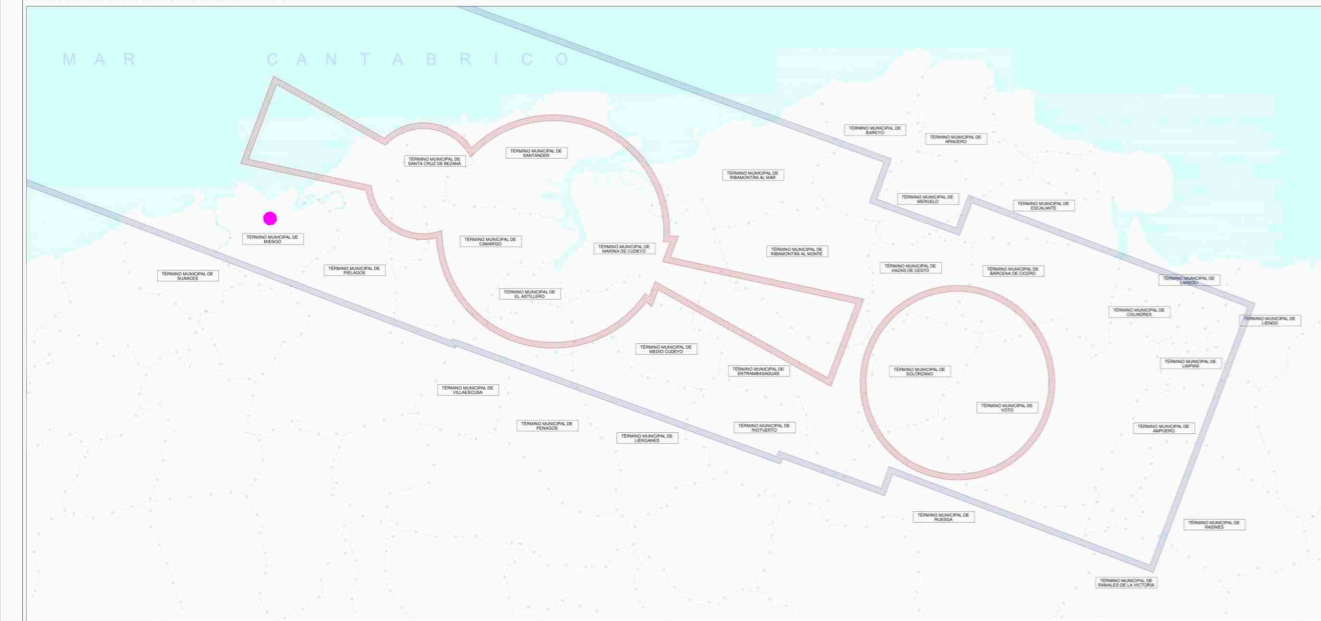 MAR CANTABRICO
TÉRMINO MUNICIPAL DE
BAREYO
TÉRMINO MUNICIPAL DE
ARNUERO
TÉRMINO MUNICIPAL DE
SANTANDER
TÉRMINO MUNICIPAL DE
SANTA CRUZ DE BEZANA
TÉRMINO MUNICIPAL DE
RIBAMONTÁN AL MAR
TÉRMINO MUNICIPAL DE
MERUELO
TÉRMINO MUNICIPAL DE
ESCALANTE
TÉRMINO MUNICIPAL DE
MIENGO
TÉRMINO MUNICIPAL DE
CAMARGO
TÉRMINO MUNICIPAL DE
MARINA DE CUDEYO
TÉRMINO MUNICIPAL DE
RIBAMONTÁN AL MONTE
TÉRMINO MUNICIPAL DE
SUANCES
TÉRMINO MUNICIPAL DE
PIÉLAGOS
TÉRMINO MUNICIPAL DE
HAZAS DE CESTO
TÉRMINO MUNICIPAL DE
BÁRCENA DE CICERO
TÉRMINO MUNICIPAL DE
LAREDO
TÉRMINO MUNICIPAL DE
EL ASTILLERO
TÉRMINO MUNICIPAL DE
COLINDRES
TÉRMINO MUNICIPAL DE
LIENDO
TÉRMINO MUNICIPAL DE
MEDIO CUDEYO
TÉRMINO MUNICIPAL DE
ENTRAMBASAGUAS
TÉRMINO MUNICIPAL DE
SOLÓRZANO
TÉRMINO MUNICIPAL DE
LIMPIAS
TÉRMINO MUNICIPAL DE
VILLAESCUSA
TÉRMINO MUNICIPAL DE
VOTO
TÉRMINO MUNICIPAL DE
PENAGOS
TÉRMINO MUNICIPAL DE
LIÉRGANES
TÉRMINO MUNICIPAL DE
RIOTUERTO
TÉRMINO MUNICIPAL DE
AMPUERO
TÉRMINO MUNICIPAL DE
RUESGA
TÉRMINO MUNICIPAL DE
RASINES
TÉRMINO MUNICIPAL DE
RAMALES DE LA VICTORIA